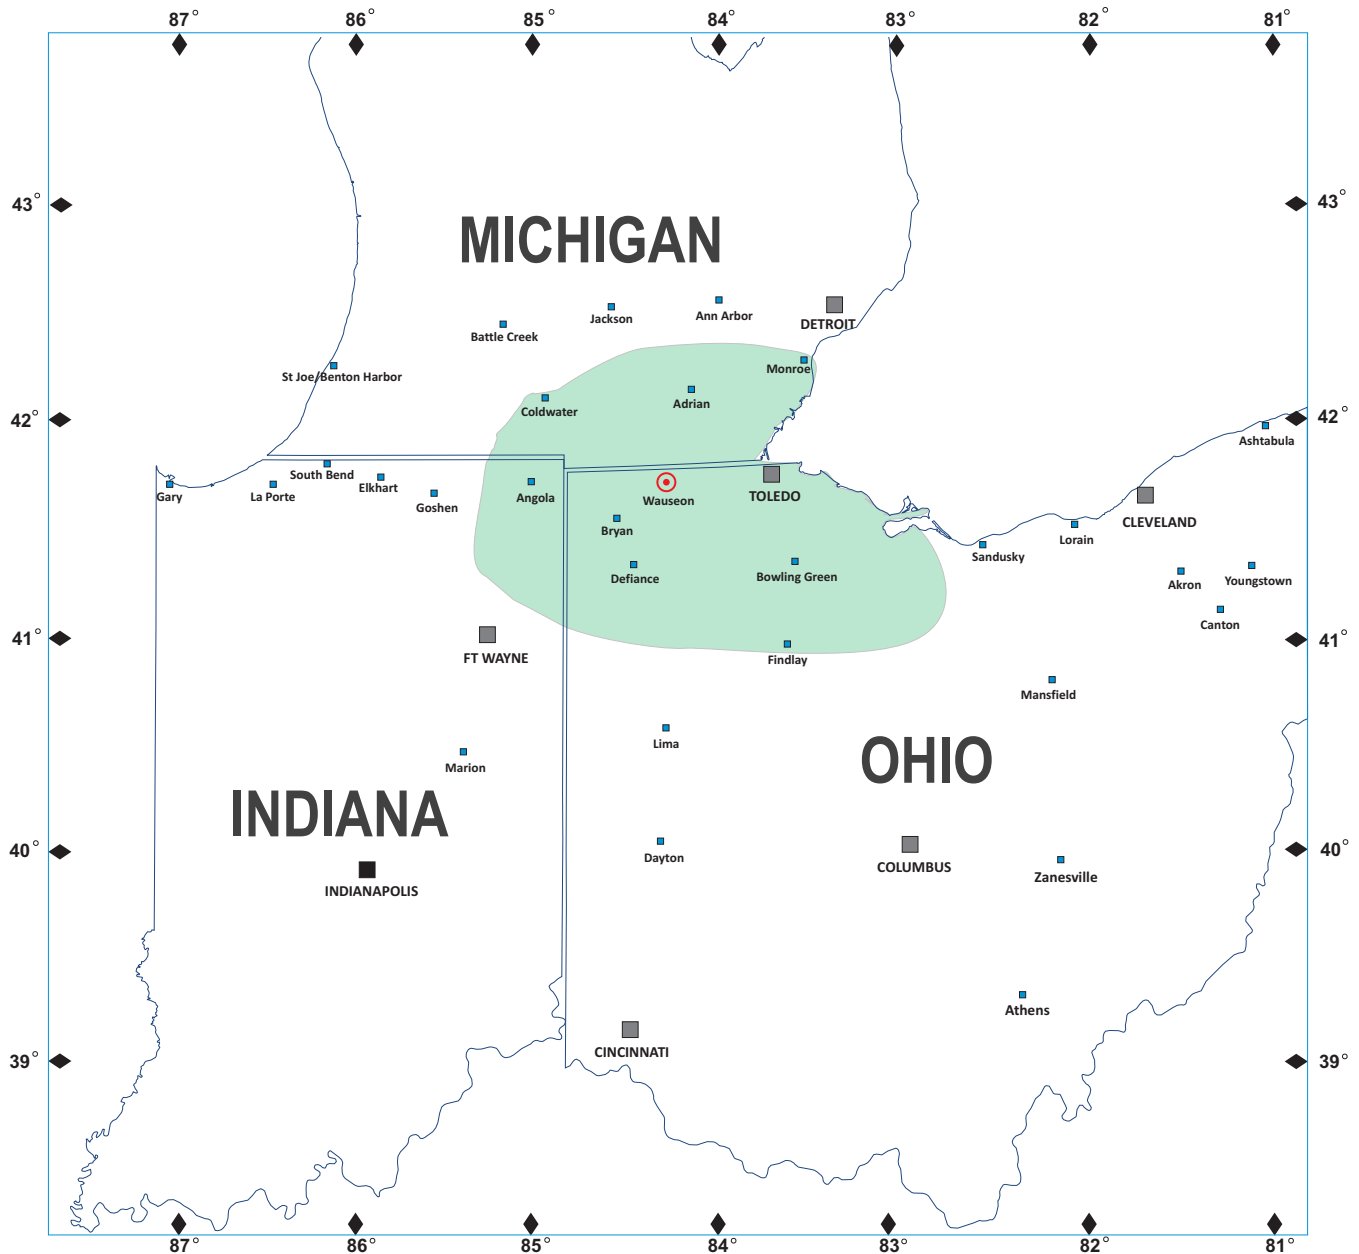 87° 86° 85° 84° 83° 82° 81°
43° 43°
MICHIGAN
Jackson
Ann Arbor
DETROIT
Battle Creek
Monroe
St Joe/Benton Harbor
Adrian
Coldwater
42° 42°
Ashtabula
South Bend
Elkhart
Gary
La Porte
Goshen
Angola
Wauseon
TOLEDO
CLEVELAND
Bryan
Lorain
Sandusky
Defiance
Bowling Green
Akron
Youngstown
Canton
41° 41°
FT WAYNE
Findlay
Mansfield
Lima
OHIO
Marion
INDIANA
40° 40°
Dayton
COLUMBUS
Zanesville
INDIANAPOLIS
Athens
CINCINNATI
39° 39°
87° 86° 85° 84° 83° 82° 81°